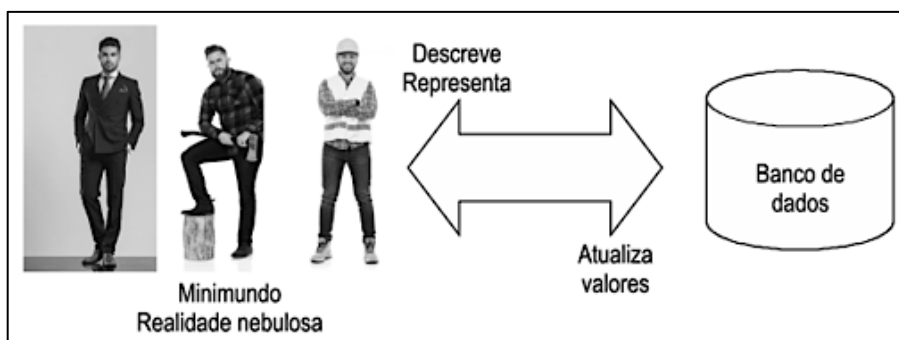 Descreve
Representa
Banco de
dados
Atualiza
valores
Minimundo
Realidade nebulosa